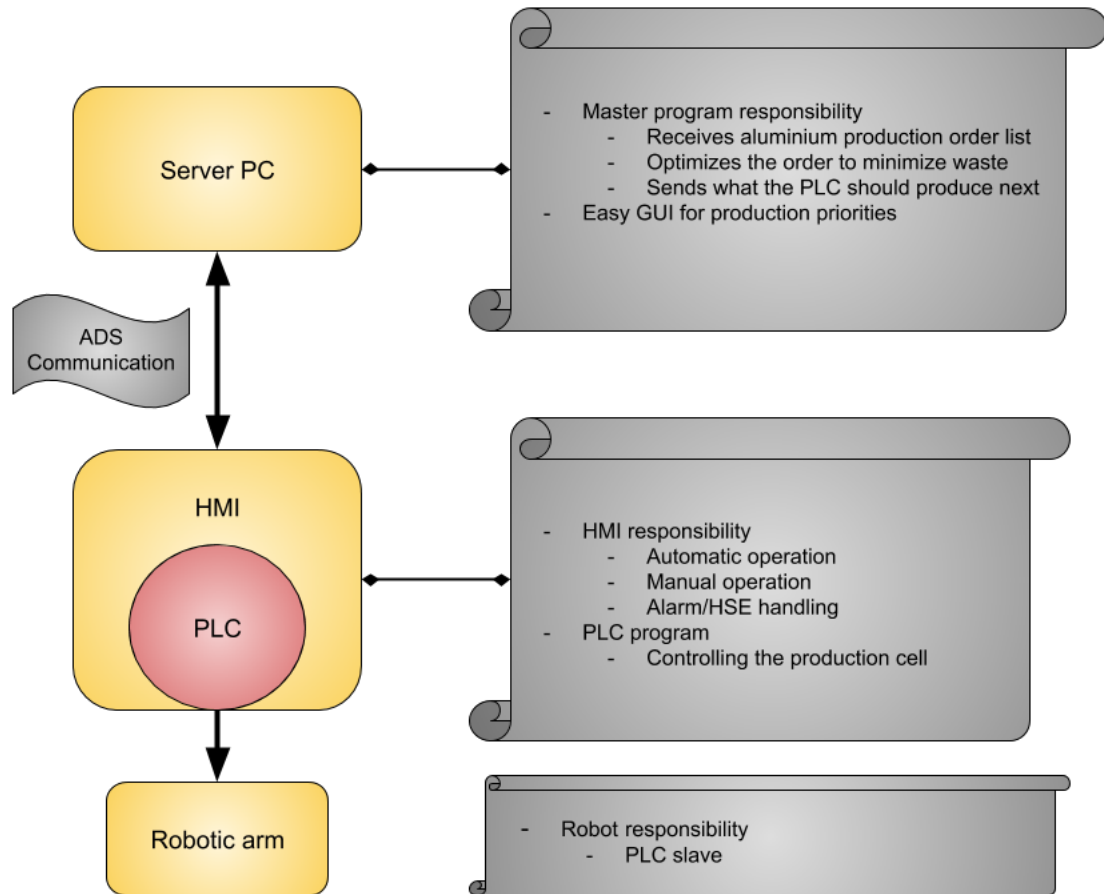 Server PC
- Master program responsibility
- Receives aluminium production order list
- Optimizes the order to minimize waste
- Sends what the PLC should produce next
- Easy GUI for production priorities
ADS
Communication
HMI
PLC
- HMI responsibility
- Automatic operation
- Manual operation
- Alarm/HSE handling
- PLC program
- Controlling the production cell
Robotic arm
- Robot responsibility
- PLC slave